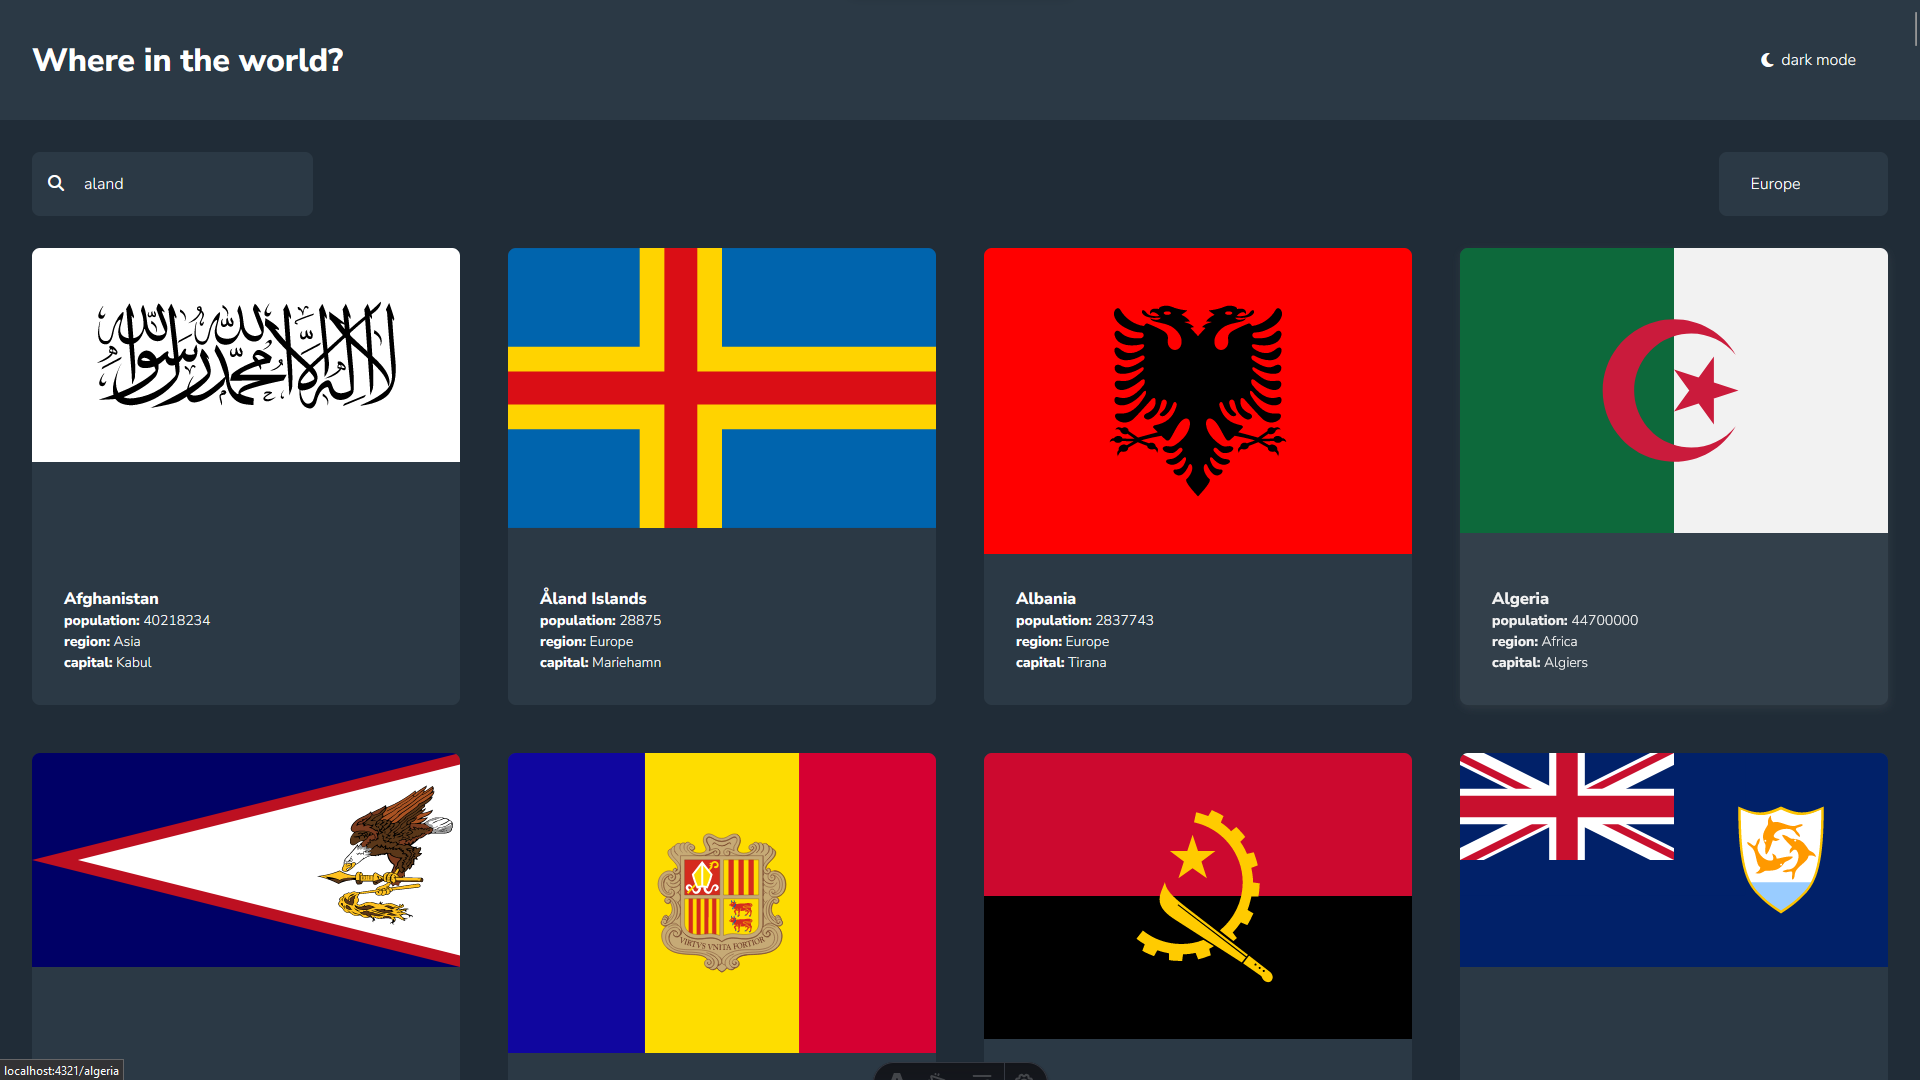 Where in the world?
dark mode
aland
Europe
لا اله الا الله محمد رسول الله
Afghanistan
population: 40218234
region: Asia
capital: Kabul
Åland Islands
population: 28875
region: Europe
capital: Mariehamn
Albania
population: 2837743
region: Europe
capital: Tirana
Algeria
population: 44700000
region: Africa
capital: Algiers
VIRTVS VNITA FORTIOR
localhost:4321/algeria